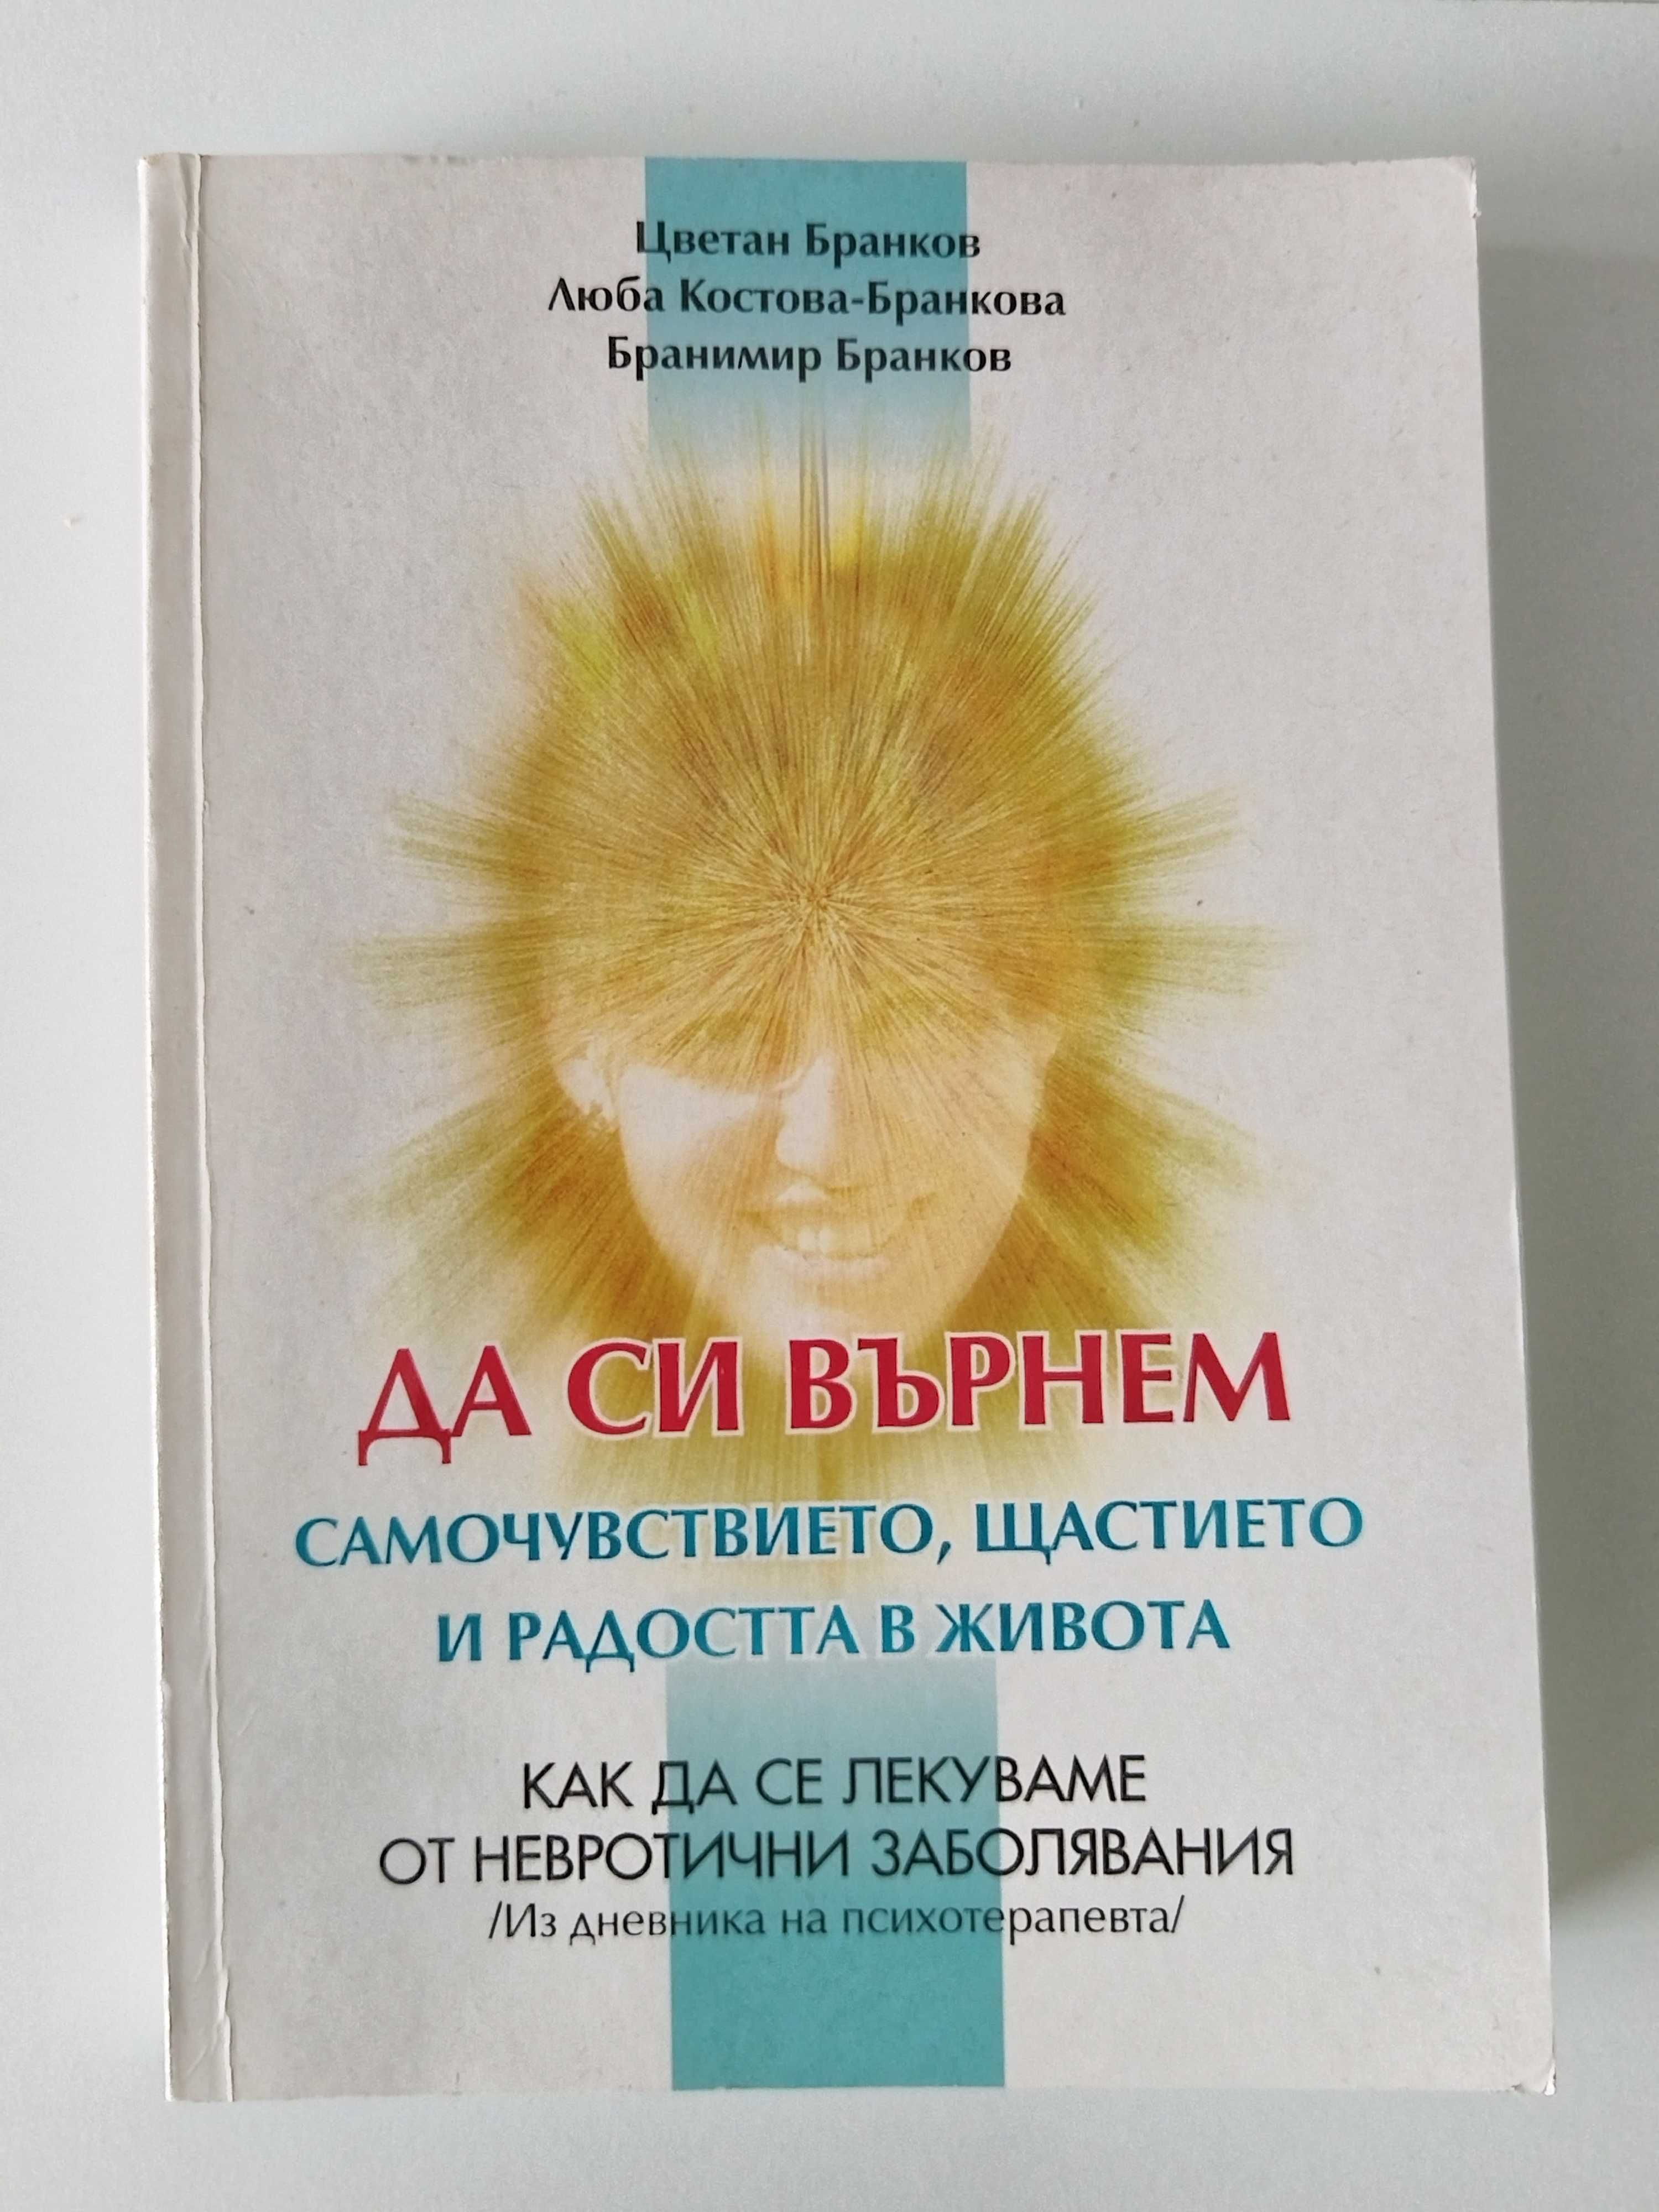 Цветан Бранков
Люба Костова-Бранкова
Бранимир Бранков
ДА СИ ВЪРНЕМ
САМОЧУВСТВИЕТО, ЩАСТИЕТО
И РАДОСТТА В ЖИВОТА
КАК ДА СЕ ЛЕКУВАМЕ
ОТ НЕВРОТИЧНИ ЗАБОЛЯВАНИЯ
/Из дневника на психотерапевта/